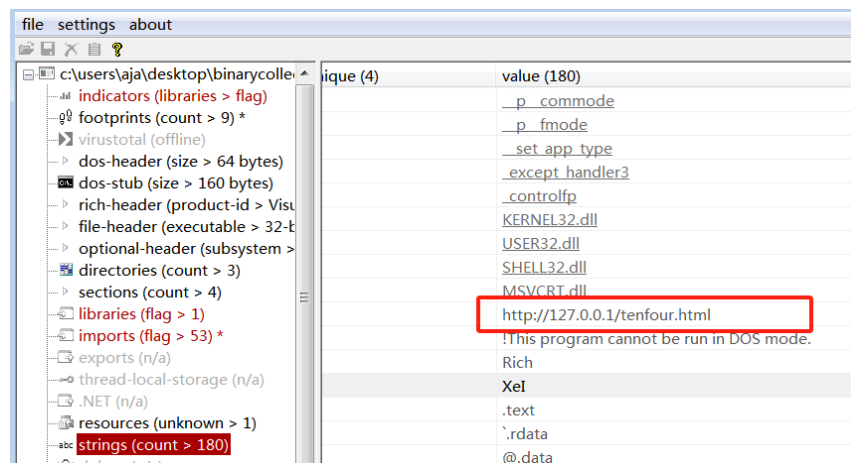 file settings about
c:\users\aja\desktop\binarycolle
indicators (libraries > flag)
footprints (count > 9) *
virustotal (offline)
dos-header (size > 64 bytes)
dos-stub (size > 160 bytes)
rich-header (product-id > Visu
file-header (executable > 32-b
optional-header (subsystem >
directories (count > 3)
sections (count > 4)
libraries (flag > 1)
imports (flag > 53) *
exports (n/a)
thread-local-storage (n/a)
.NET (n/a)
resources (unknown > 1)
abc strings (count > 180)
ique (4) value (180)
__p__commode
__p__fmode
__set_app_type
_except_handler3
_controlfp
KERNEL32.dll
USER32.dll
SHELL32.dll
MSVCRT.dll
http://127.0.0.1/tenfour.html
!This program cannot be run in DOS mode.
Rich
XeI
.text
`.rdata
@.data